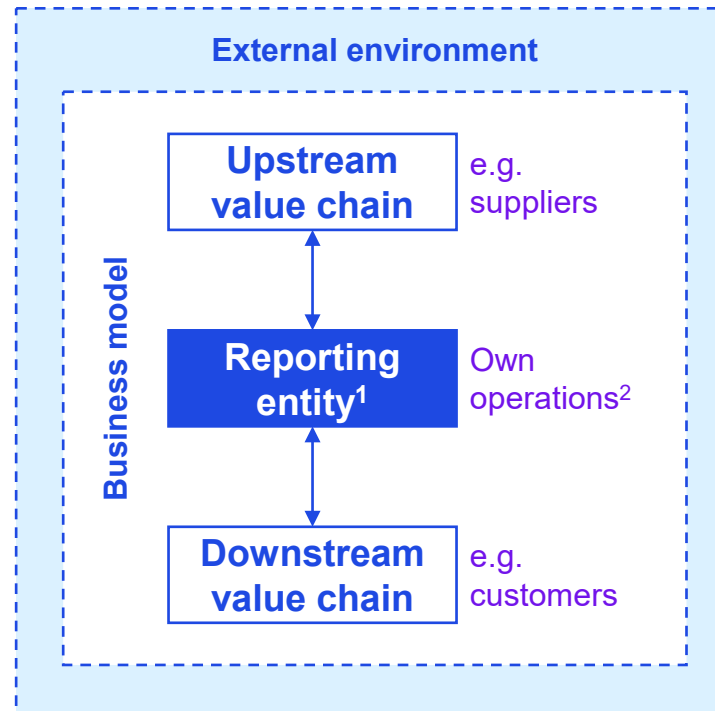 External environment
Upstream
value chain
e.g.
suppliers
Business model
Reporting
entity¹
Own
operations²
Downstream
value chain
e.g.
customers